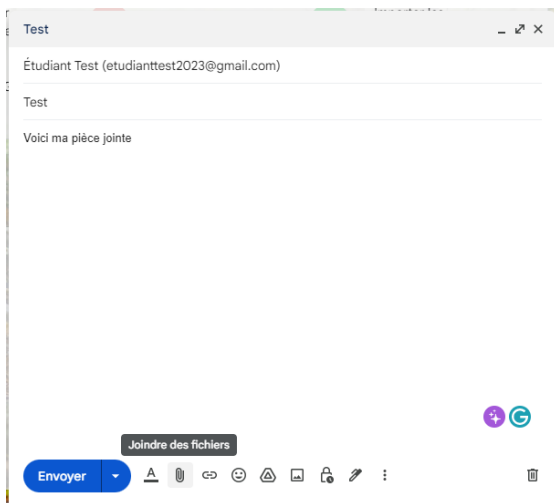 Test
Étudiant Test (etudianttest2023@gmail.com)
Test
Voici ma pièce jointe
Joindre des fichiers
Envoyer